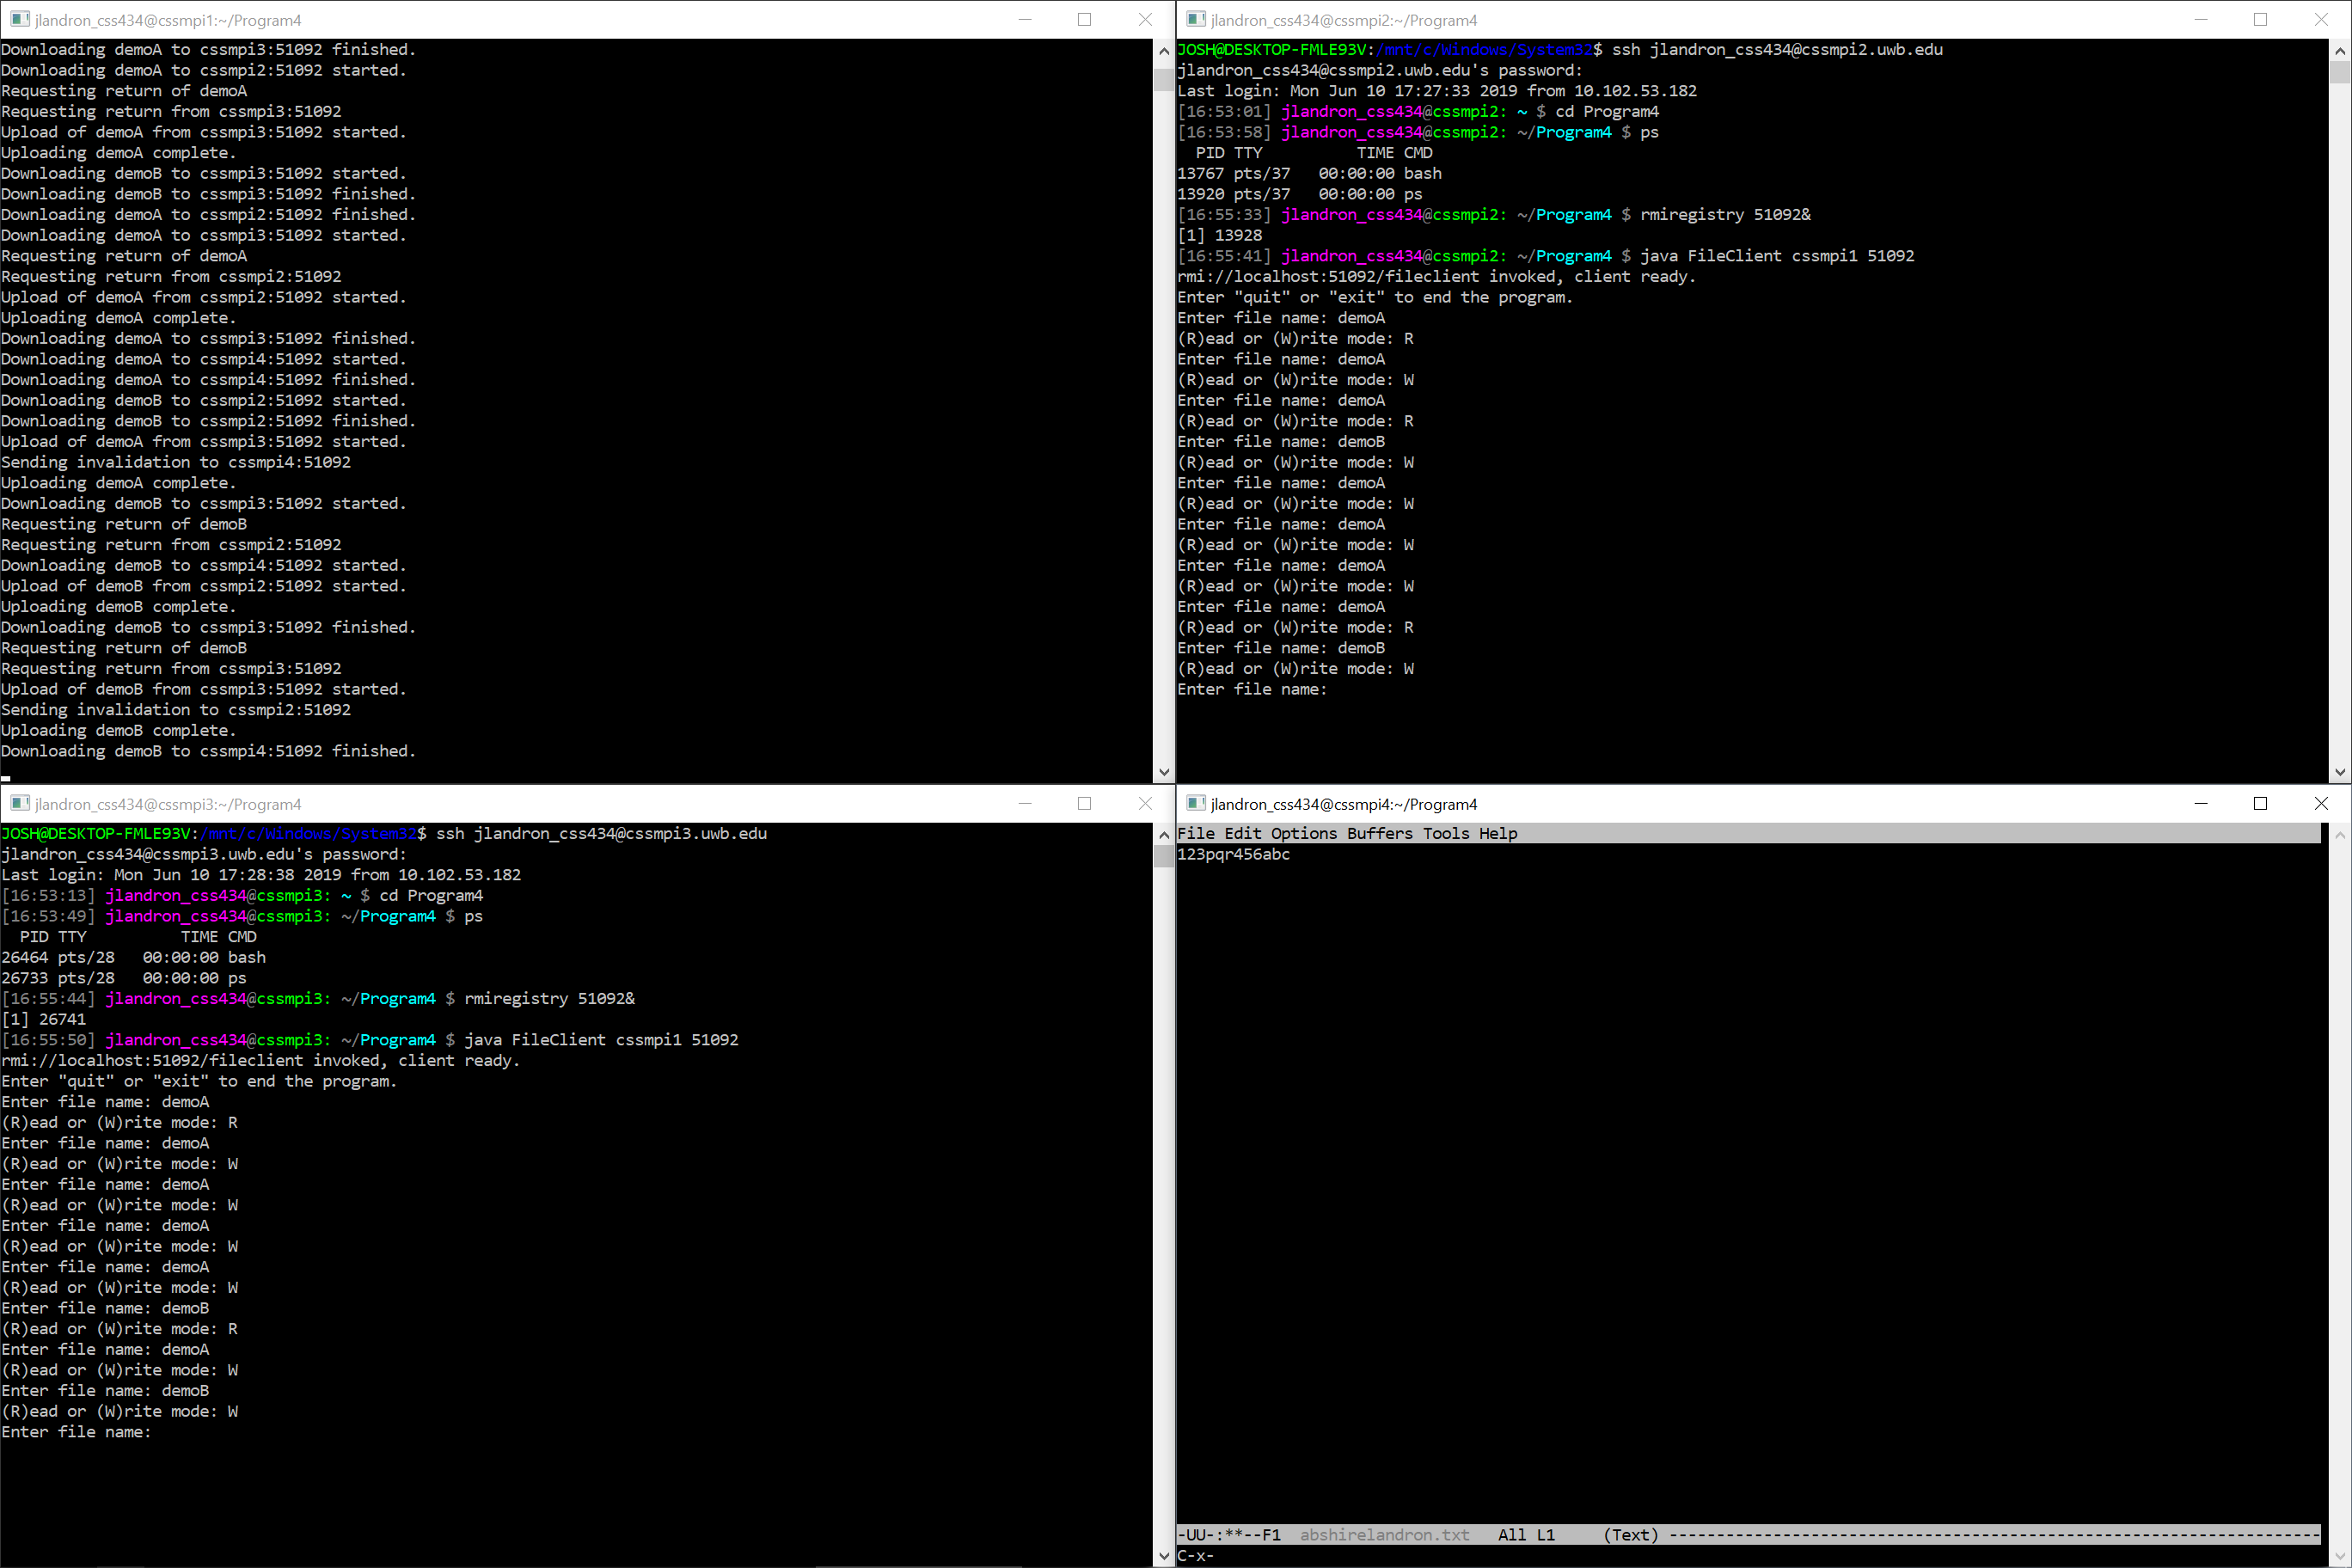 jlandron_css434@cssmpi1:~/Program4
Downloading demoA to cssmpi3:51092 finished.
Downloading demoA to cssmpi2:51092 started.
Requesting return of demoA
Requesting return from cssmpi3:51092
Upload of demoA from cssmpi3:51092 started.
Uploading demoA complete.
Downloading demoB to cssmpi3:51092 started.
Downloading demoB to cssmpi3:51092 finished.
Downloading demoA to cssmpi2:51092 finished.
Downloading demoA to cssmpi3:51092 started.
Requesting return of demoA
Requesting return from cssmpi2:51092
Upload of demoA from cssmpi2:51092 started.
Uploading demoA complete.
Downloading demoA to cssmpi3:51092 finished.
Downloading demoA to cssmpi4:51092 started.
Downloading demoA to cssmpi4:51092 finished.
Downloading demoB to cssmpi2:51092 started.
Downloading demoB to cssmpi2:51092 finished.
Upload of demoA from cssmpi3:51092 started.
Sending invalidation to cssmpi4:51092
Uploading demoA complete.
Downloading demoB to cssmpi3:51092 started.
Requesting return of demoB
Requesting return from cssmpi2:51092
Downloading demoB to cssmpi4:51092 started.
Upload of demoB from cssmpi2:51092 started.
Uploading demoB complete.
Downloading demoB to cssmpi3:51092 finished.
Requesting return of demoB
Requesting return from cssmpi3:51092
Upload of demoB from cssmpi3:51092 started.
Sending invalidation to cssmpi2:51092
Uploading demoB complete.
Downloading demoB to cssmpi4:51092 finished.
jlandron_css434@cssmpi2:~/Program4
JOSH@DESKTOP-FMLE93V:/mnt/c/Windows/System32$ ssh jlandron_css434@cssmpi2.uwb.edu
jlandron_css434@cssmpi2.uwb.edu's password:
Last login: Mon Jun 10 17:27:33 2019 from 10.102.53.182
[16:53:01] jlandron_css434@cssmpi2: ~ $ cd Program4
[16:53:58] jlandron_css434@cssmpi2: ~/Program4 $ ps
PID TTY TIME CMD
13767 pts/37 00:00:00 bash
13920 pts/37 00:00:00 ps
[16:55:33] jlandron_css434@cssmpi2: ~/Program4 $ rmiregistry 51092&
[1] 13928
[16:55:41] jlandron_css434@cssmpi2: ~/Program4 $ java FileClient cssmpi1 51092
rmi://localhost:51092/fileclient invoked, client ready.
Enter "quit" or "exit" to end the program.
Enter file name: demoA
(R)ead or (W)rite mode: R
Enter file name: demoA
(R)ead or (W)rite mode: W
Enter file name: demoA
(R)ead or (W)rite mode: R
Enter file name: demoB
(R)ead or (W)rite mode: W
Enter file name: demoA
(R)ead or (W)rite mode: W
Enter file name: demoA
(R)ead or (W)rite mode: W
Enter file name: demoA
(R)ead or (W)rite mode: W
Enter file name: demoA
(R)ead or (W)rite mode: R
Enter file name: demoB
(R)ead or (W)rite mode: W
Enter file name:
jlandron_css434@cssmpi3:~/Program4
JOSH@DESKTOP-FMLE93V:/mnt/c/Windows/System32$ ssh jlandron_css434@cssmpi3.uwb.edu
jlandron_css434@cssmpi3.uwb.edu's password:
Last login: Mon Jun 10 17:28:38 2019 from 10.102.53.182
[16:53:13] jlandron_css434@cssmpi3: ~ $ cd Program4
[16:53:49] jlandron_css434@cssmpi3: ~/Program4 $ ps
PID TTY TIME CMD
26464 pts/28 00:00:00 bash
26733 pts/28 00:00:00 ps
[16:55:44] jlandron_css434@cssmpi3: ~/Program4 $ rmiregistry 51092&
[1] 26741
[16:55:50] jlandron_css434@cssmpi3: ~/Program4 $ java FileClient cssmpi1 51092
rmi://localhost:51092/fileclient invoked, client ready.
Enter "quit" or "exit" to end the program.
Enter file name: demoA
(R)ead or (W)rite mode: R
Enter file name: demoA
(R)ead or (W)rite mode: W
Enter file name: demoA
(R)ead or (W)rite mode: W
Enter file name: demoA
(R)ead or (W)rite mode: W
Enter file name: demoA
(R)ead or (W)rite mode: W
Enter file name: demoB
(R)ead or (W)rite mode: R
Enter file name: demoA
(R)ead or (W)rite mode: W
Enter file name: demoB
(R)ead or (W)rite mode: W
Enter file name:
jlandron_css434@cssmpi4:~/Program4
File Edit Options Buffers Tools Help
123pqr456abc
-UU-:**--F1 abshirelandron.txt All L1 (Text) ----------------------------------------------------------------------
C-x-